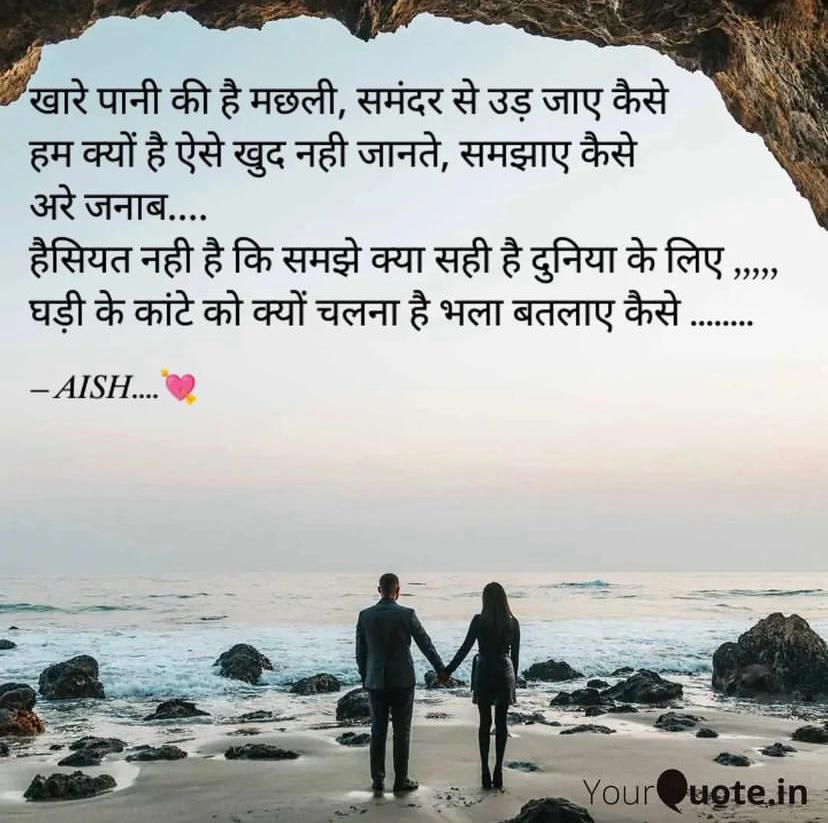 खारे पानी की है मछली, समंदर से उड़ जाए कैसे
हम क्यों है ऐसे खुद नही जानते, समझाए कैसे
अरे जनाब....
हैसियत नही है कि समझे क्या सही है दुनिया के लिए ,,,,,
घड़ी के कांटे को क्यों चलना है भला बतलाए कैसे ........
– AISH....💘
YourQuote.in